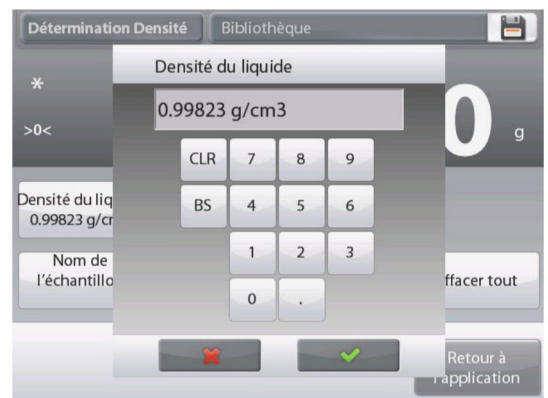 Détermination Densité
Bibliothèque
Densité du liquide
*
0.99823 g/cm3
>0<
0 g
CLR 7 8 9
Densité du liq
0.99823 g/cr
BS 4 5 6
Nom de
l'échantillo
1 2 3
ffacer tout
0 .
Retour à
l'application